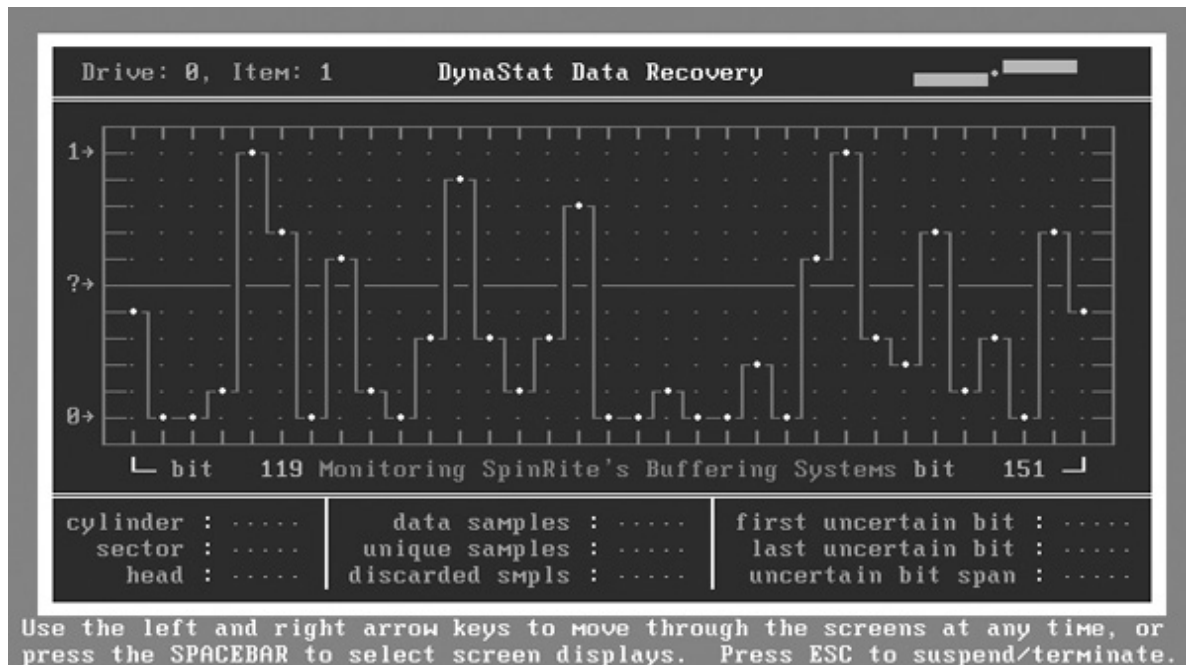 Drive: 0, Item: 1 DynaStat Data Recovery
1→
?→
0→
bit 119 Monitoring SpinRite's Buffering Systems bit 151
cylinder : ..... data samples : ..... first uncertain bit : .....
sector : ..... unique samples : ..... last uncertain bit : .....
head : ..... discarded smpls : ..... uncertain bit span : .....
Use the left and right arrow keys to move through the screens at any time, or
press the SPACEBAR to select screen displays. Press ESC to suspend/terminate.